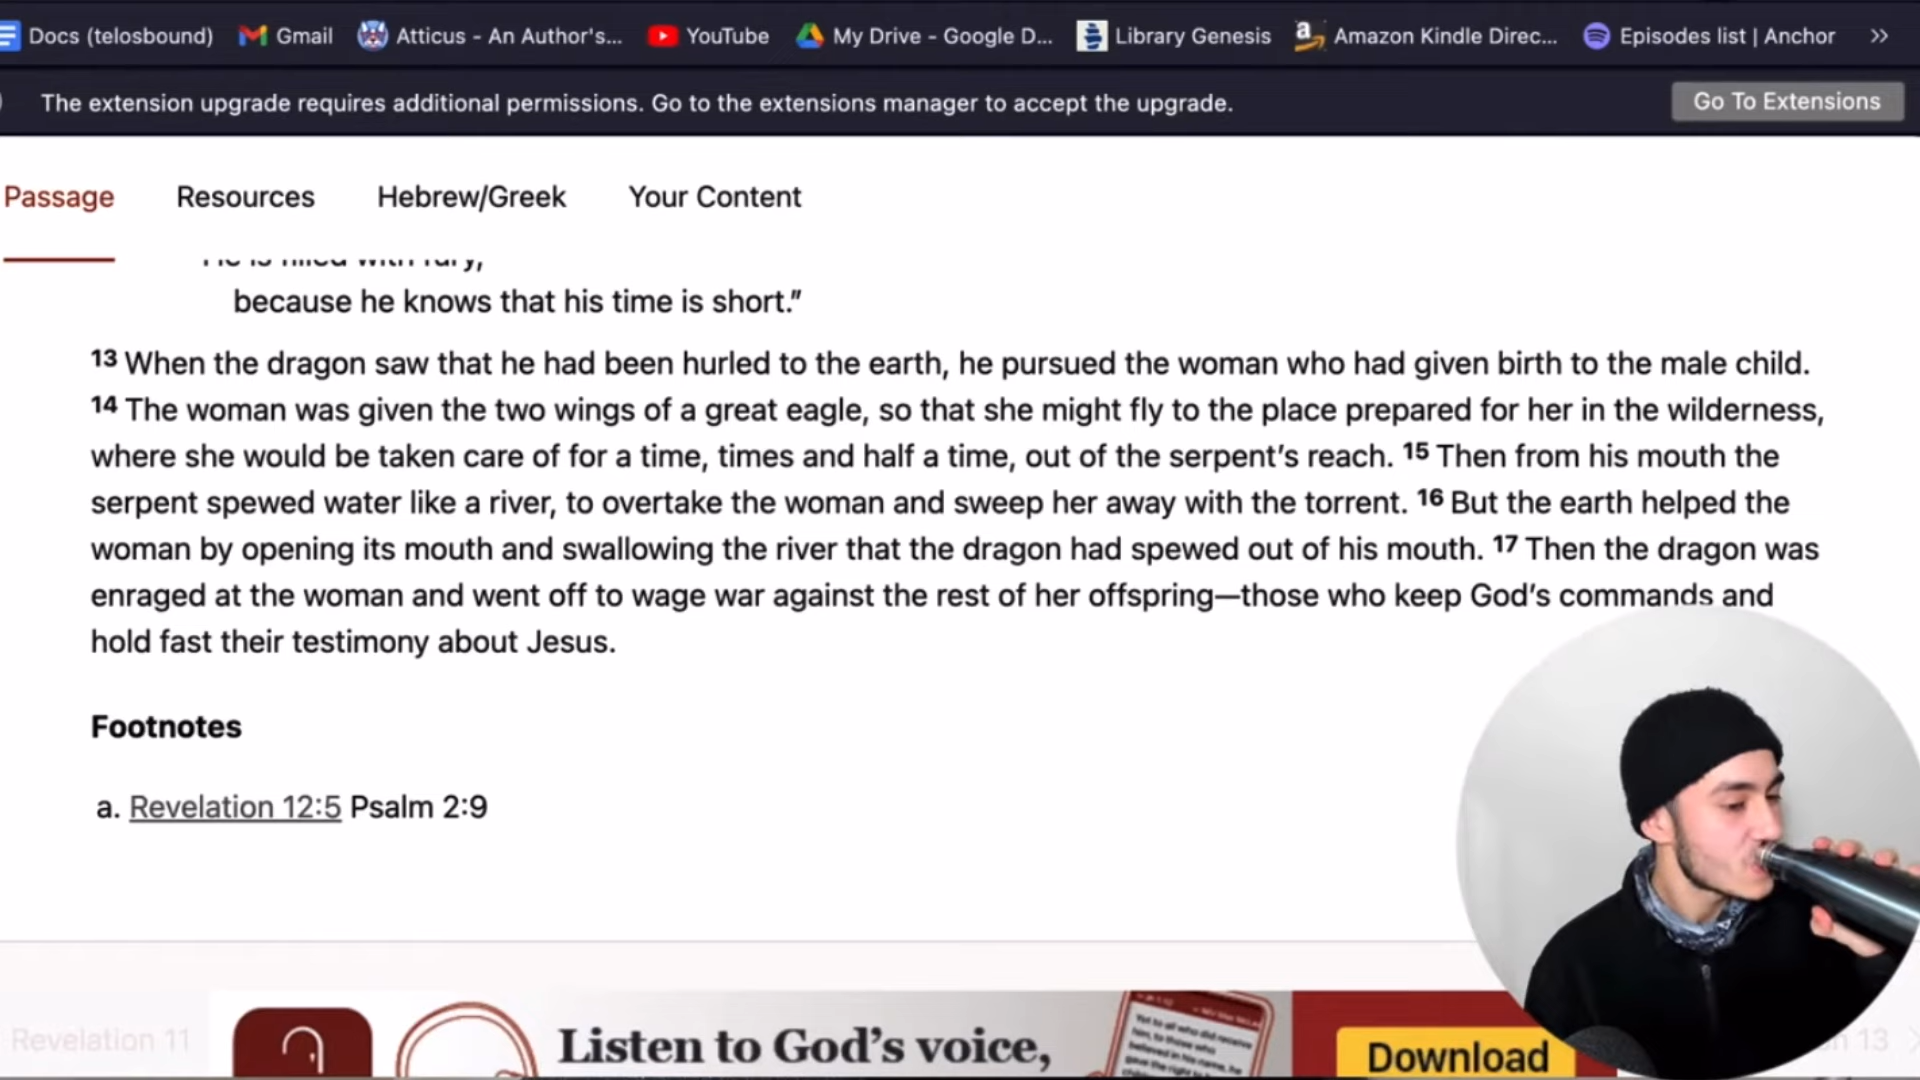 Docs (telosbound) Gmail Atticus - An Author's... YouTube My Drive - Google D... Library Genesis Amazon Kindle Direc... Episodes list | Anchor >>
The extension upgrade requires additional permissions. Go to the extensions manager to accept the upgrade. Go To Extensions
Passage Resources Hebrew/Greek Your Content
He is filled with fury,
because he knows that his time is short.”
13 When the dragon saw that he had been hurled to the earth, he pursued the woman who had given birth to the male child.
14 The woman was given the two wings of a great eagle, so that she might fly to the place prepared for her in the wilderness,
where she would be taken care of for a time, times and half a time, out of the serpent’s reach. 15 Then from his mouth the
serpent spewed water like a river, to overtake the woman and sweep her away with the torrent. 16 But the earth helped the
woman by opening its mouth and swallowing the river that the dragon had spewed out of his mouth. 17 Then the dragon was
enraged at the woman and went off to wage war against the rest of her offspring—those who keep God’s commands and
hold fast their testimony about Jesus.
Footnotes
a. Revelation 12:5 Psalm 2:9
Revelation 11
Listen to God’s voice,
Download
13